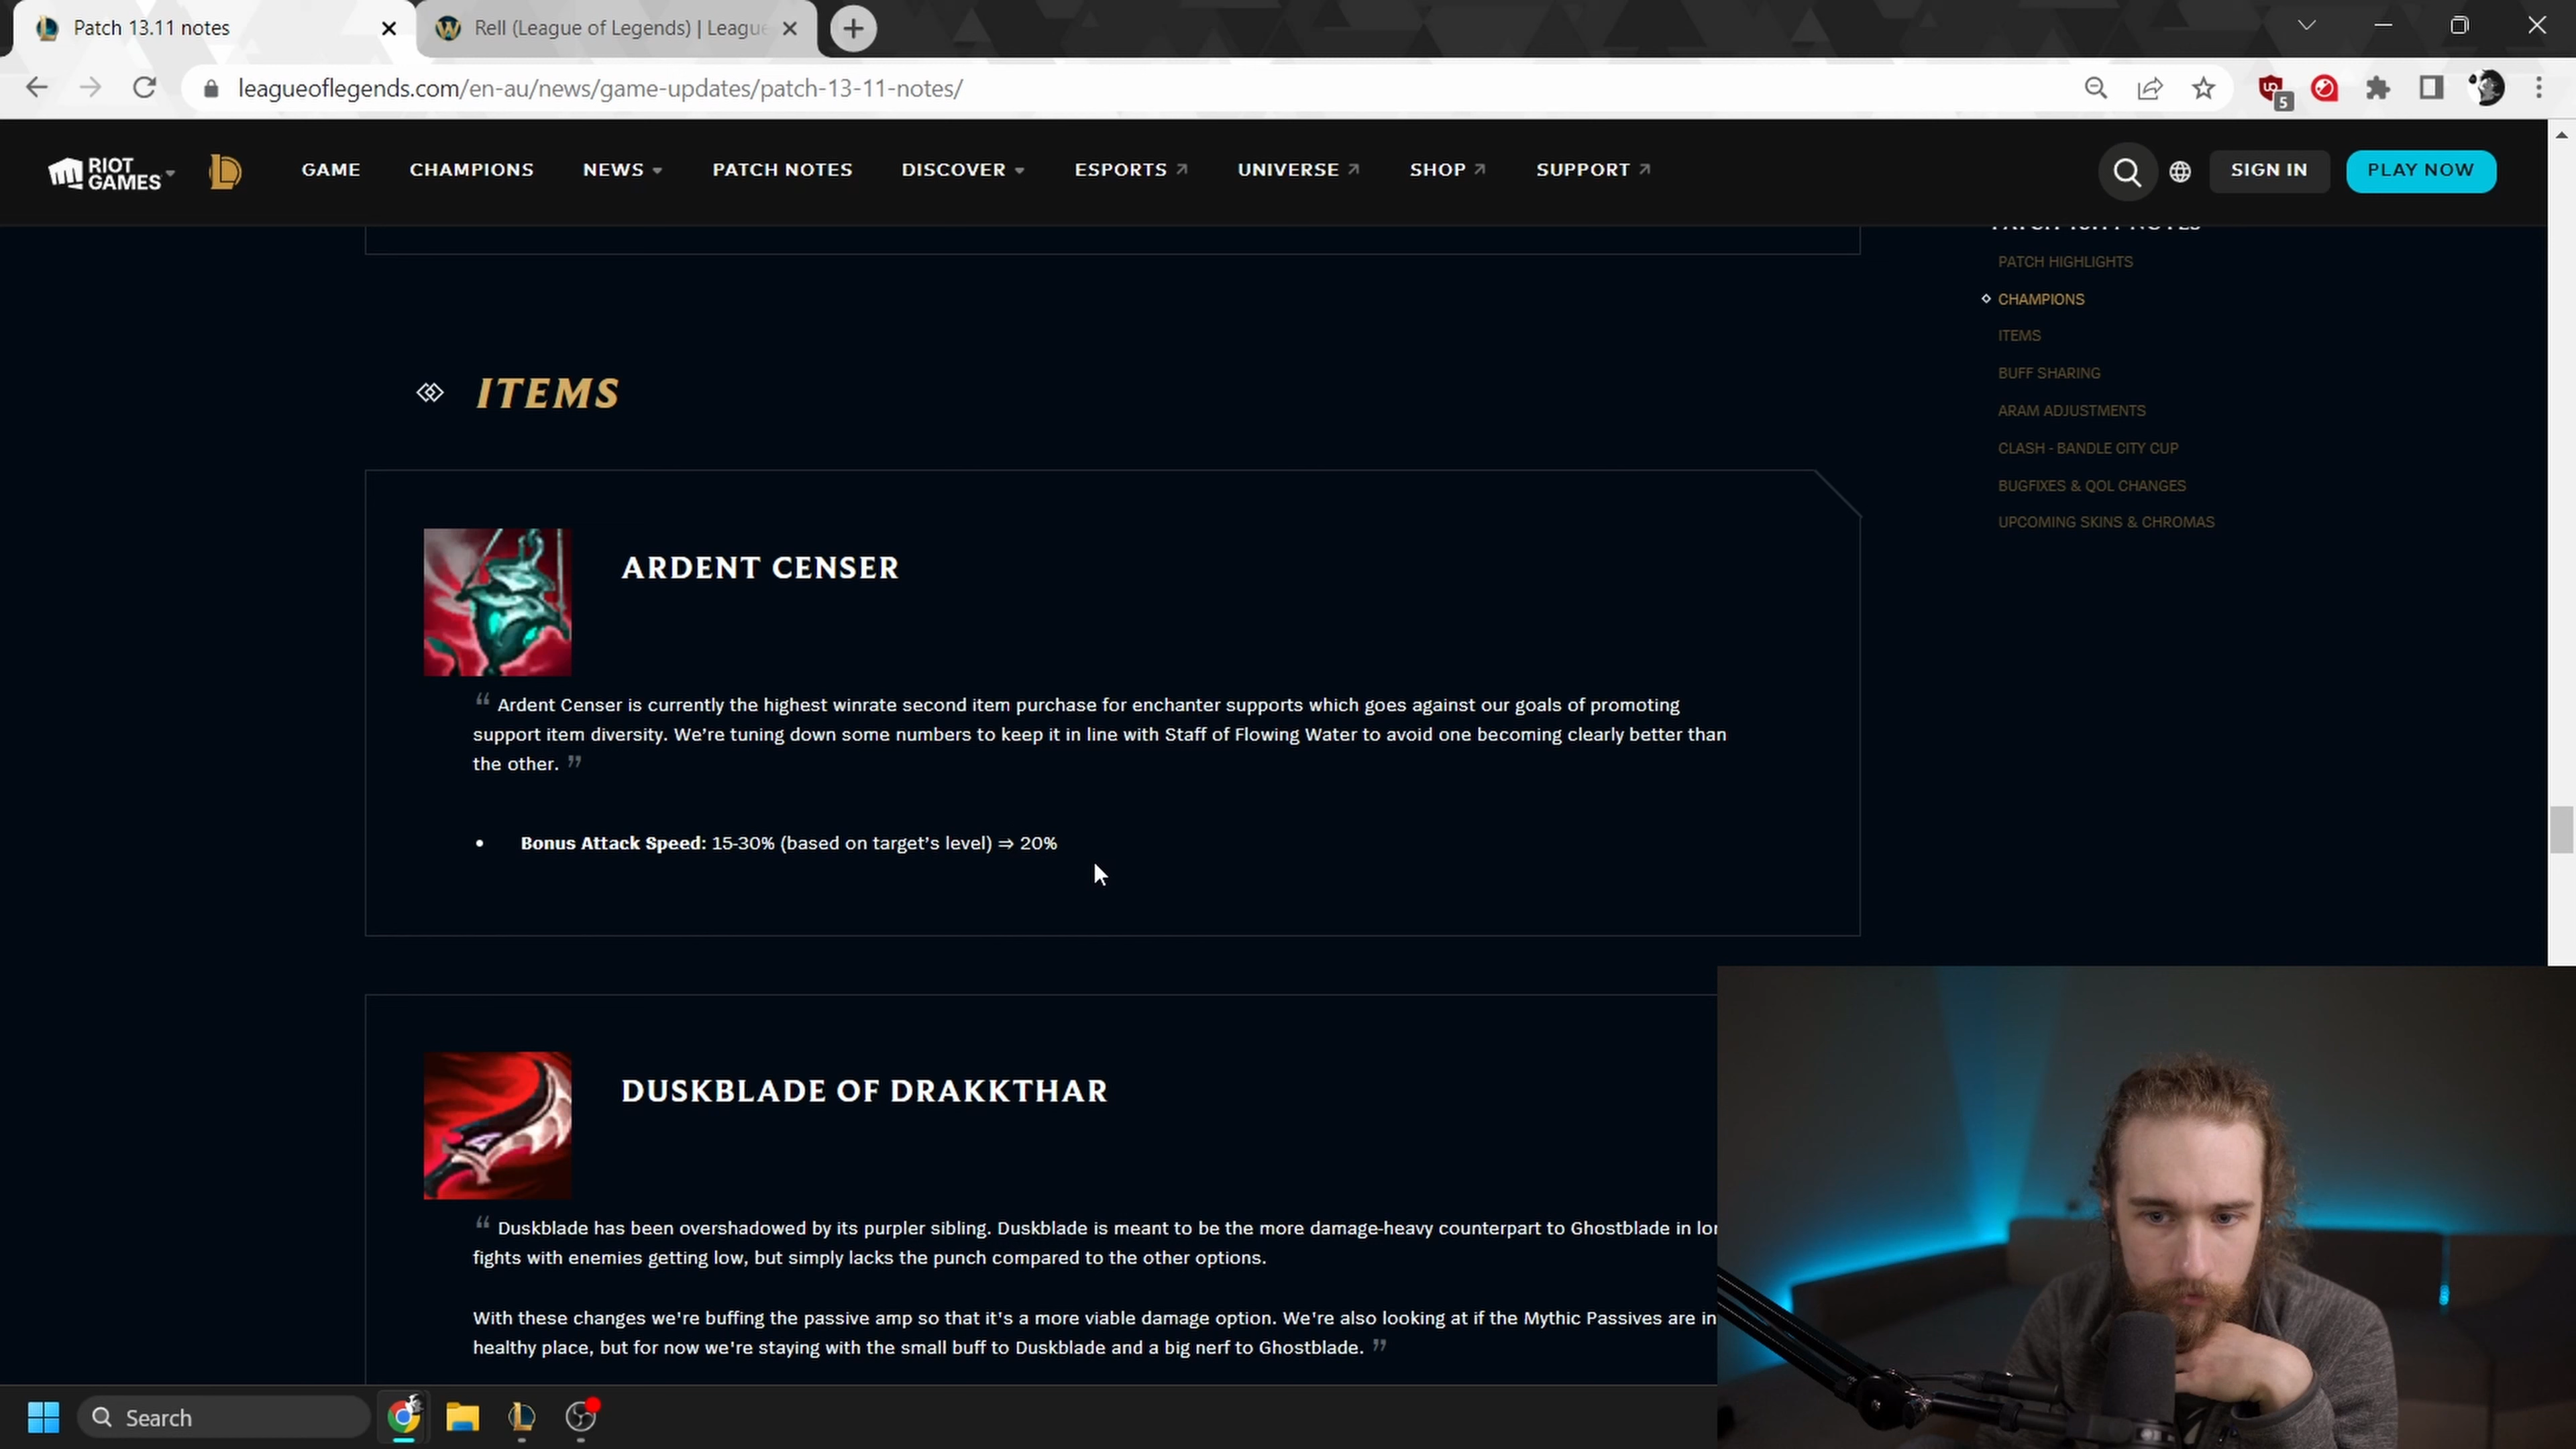 Patch 13.11 notes
Rell (League of Legends) | League
leagueoflegends.com/en-au/news/game-updates/patch-13-11-notes/
5
RIOT GAMES
GAME
CHAMPIONS
NEWS
PATCH NOTES
DISCOVER
ESPORTS
UNIVERSE
SHOP
SUPPORT
SIGN IN
PLAY NOW
PATCH 13.11 NOTES
PATCH HIGHLIGHTS
CHAMPIONS
ITEMS
BUFF SHARING
ARAM ADJUSTMENTS
CLASH - BANDLE CITY CUP
BUGFIXES & QOL CHANGES
UPCOMING SKINS & CHROMAS
ITEMS
ARDENT CENSER
“ Ardent Censer is currently the highest winrate second item purchase for enchanter supports which goes against our goals of promoting
support item diversity. We’re tuning down some numbers to keep it in line with Staff of Flowing Water to avoid one becoming clearly better than
the other. ”
• Bonus Attack Speed: 15-30% (based on target’s level) ⇒ 20%
DUSKBLADE OF DRAKKTHAR
“ Duskblade has been overshadowed by its purpler sibling. Duskblade is meant to be the more damage-heavy counterpart to Ghostblade in
fights with enemies getting low, but simply lacks the punch compared to the other options.
With these changes we're buffing the passive amp so that it's a more viable damage option. We're also looking at if the Mythic Passives are in
healthy place, but for now we're staying with the small buff to Duskblade and a big nerf to Ghostblade. ”
Search